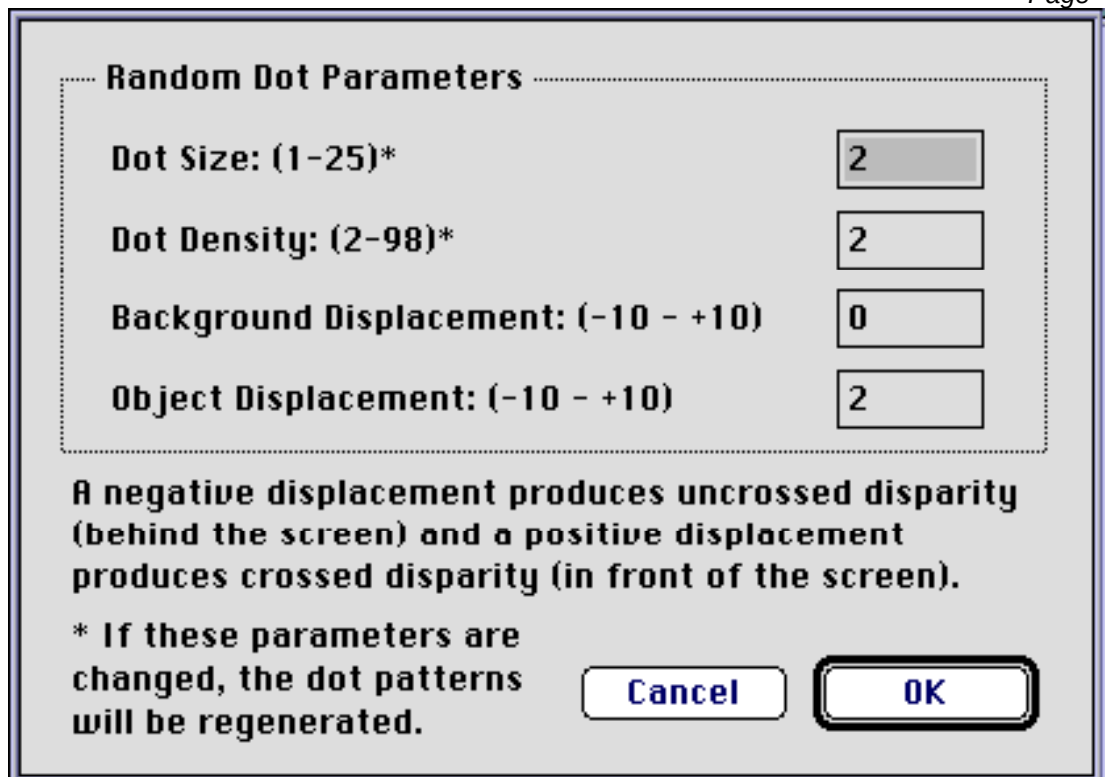 Page
Random Dot Parameters
Dot Size: (1-25)* 2
Dot Density: (2-98)* 2
Background Displacement: (-10 - +10) 0
Object Displacement: (-10 - +10) 2
A negative displacement produces uncrossed disparity
(behind the screen) and a positive displacement
produces crossed disparity (in front of the screen).
* If these parameters are
changed, the dot patterns
will be regenerated.
Cancel OK